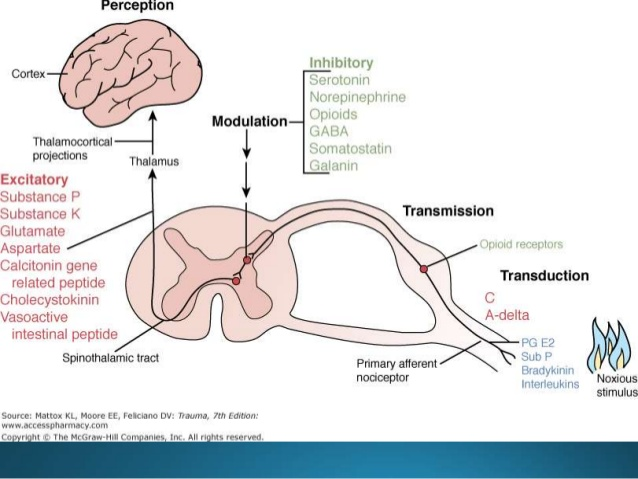 Perception
Cortex
Thalamocortical
projections
Thalamus
Modulation
Inhibitory
Serotonin
Norepinephrine
Opioids
GABA
Somatostatin
Galanin
Excitatory
Substance P
Substance K
Glutamate
Aspartate
Calcitonin gene
related peptide
Cholecystokinin
Vasoactive
intestinal peptide
Spinothalamic tract
Transmission
Opioid receptors
Transduction
C
A-delta
PG E2
Sub P
Bradykinin
Interleukins
Primary afferent
nociceptor
Noxious
stimulus
Source: Mattox KL, Moore EE, Feliciano DV: Trauma, 7th Edition:
www.accesspharmacy.com
Copyright © The McGraw-Hill Companies, Inc. All rights reserved.